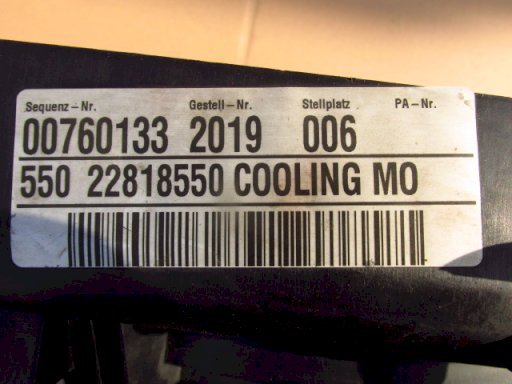 Sequenz-Nr. Gestell-Nr. Stellplatz PA-Nr.
00760133 2019 006
550 22818550 COOLING MO